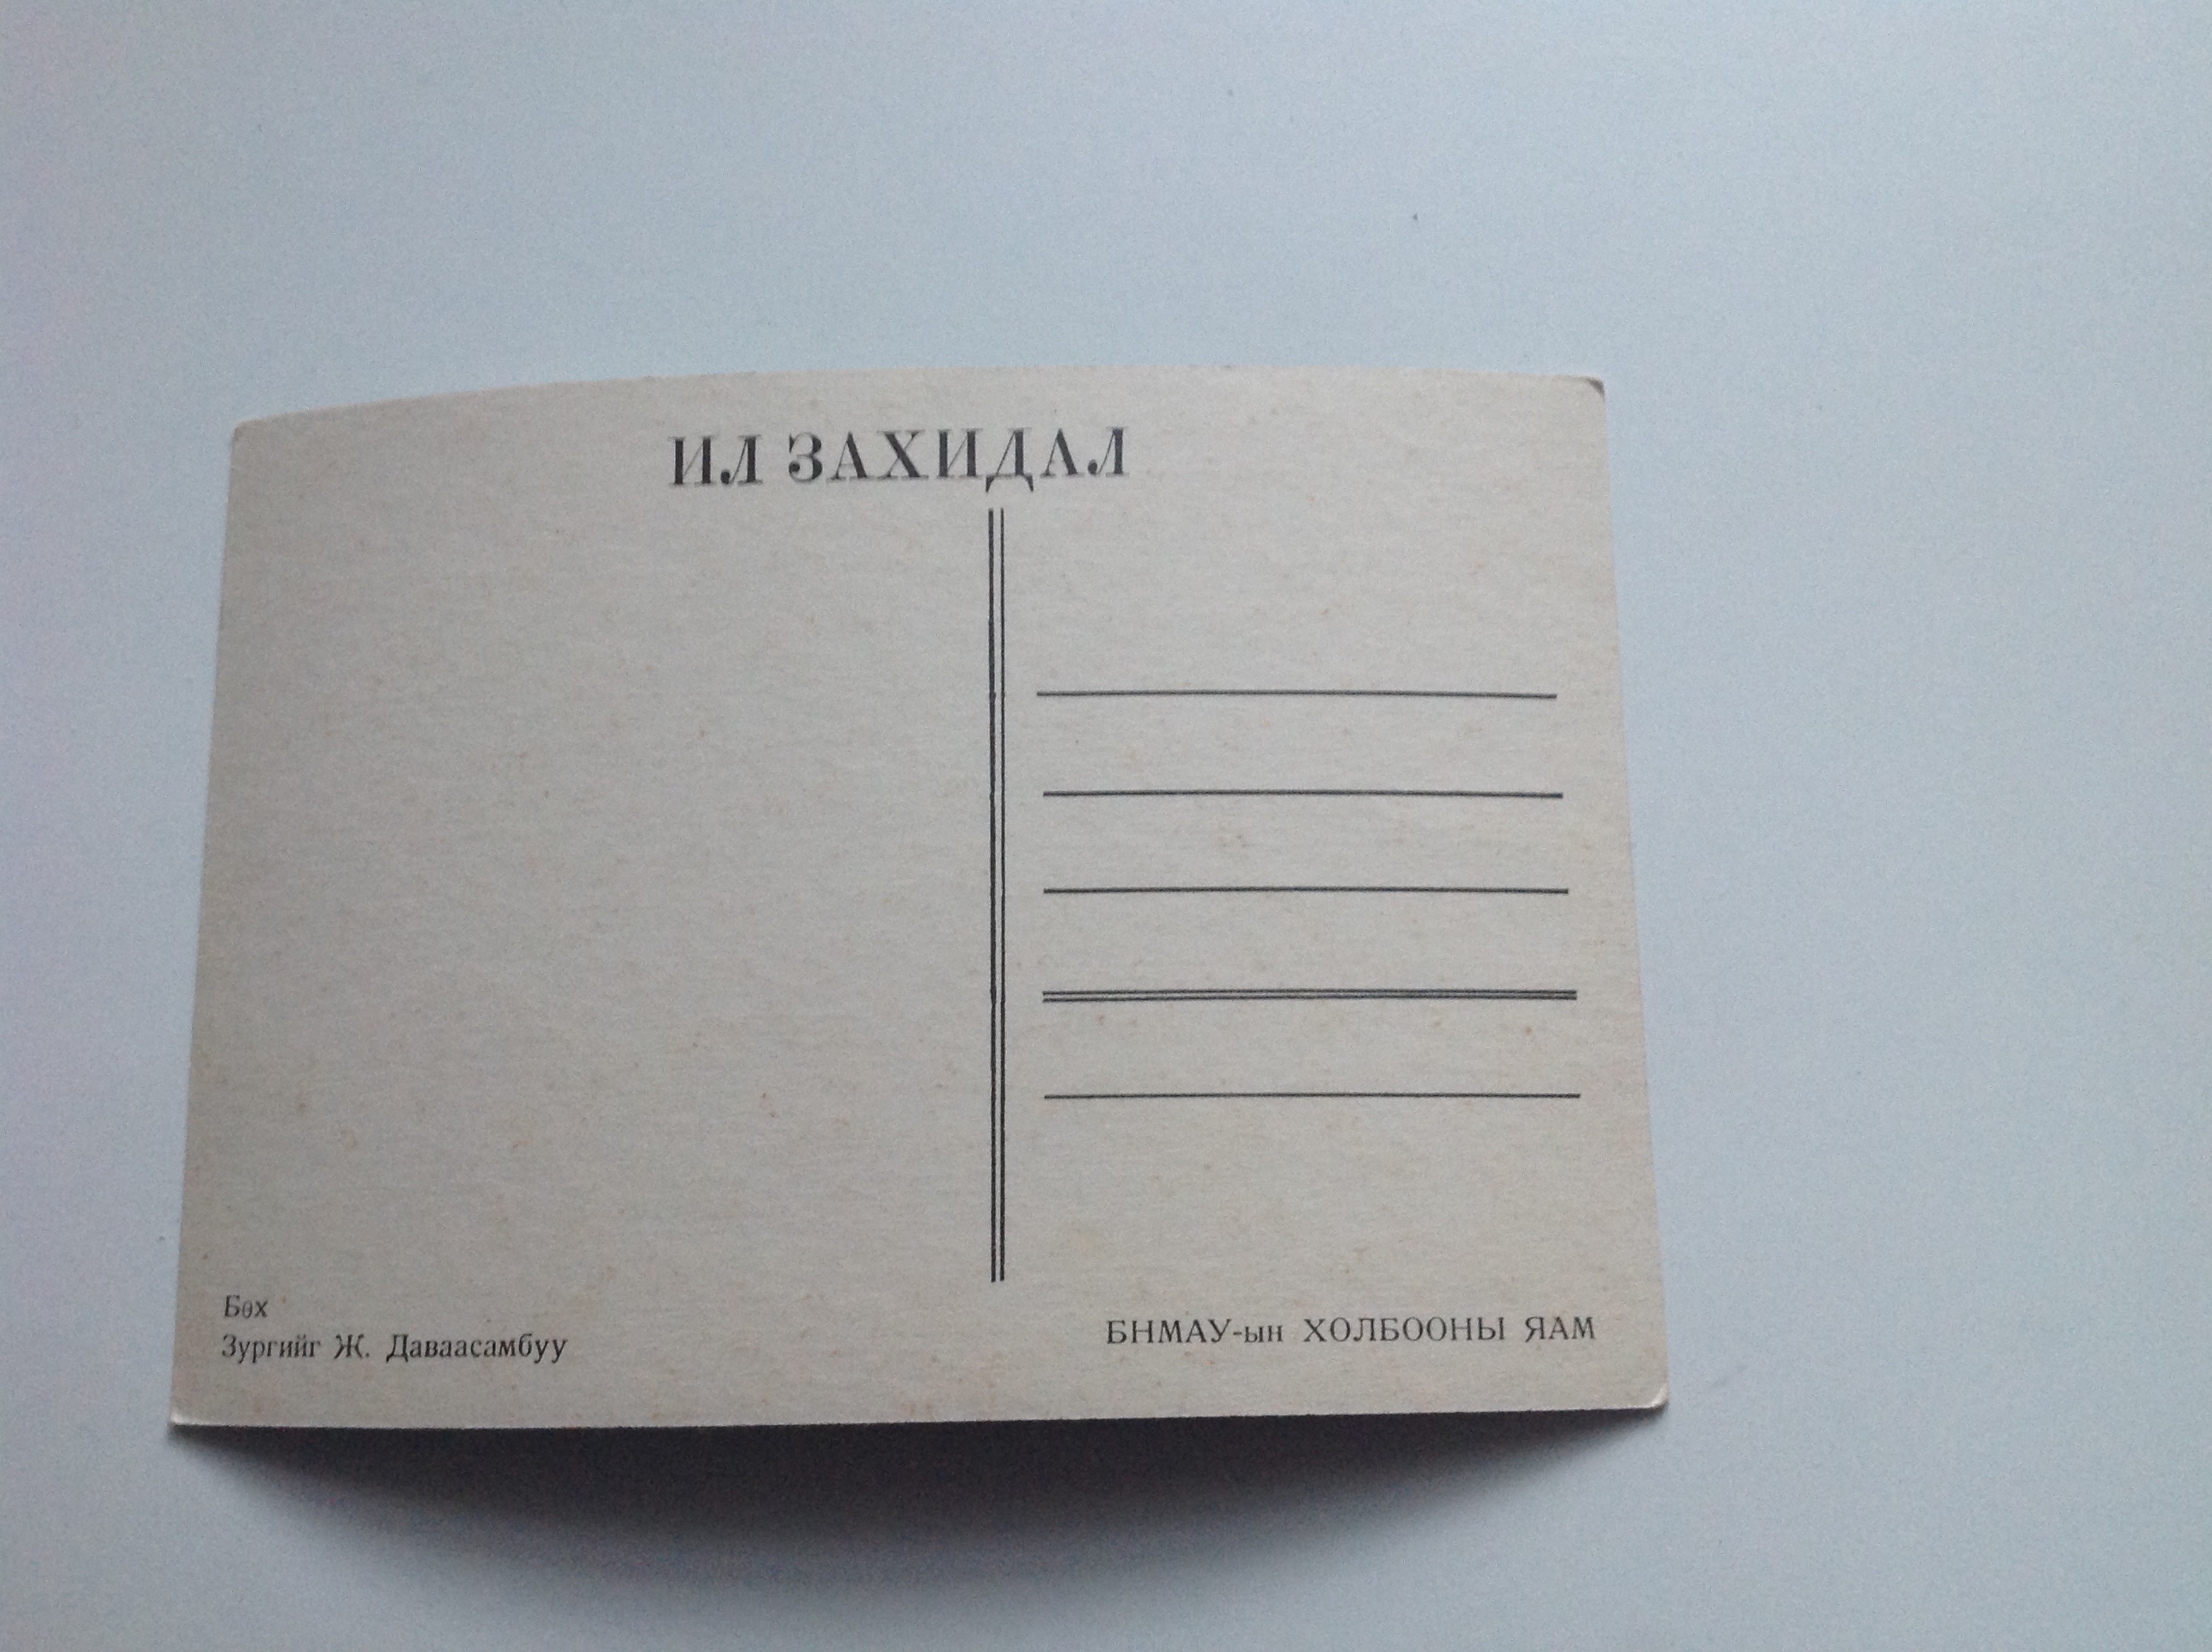 ИЛ ЗАХИДАЛ
Бөх
Зургийг Ж. Даваасамбуу
БНМАУ-ын ХОЛБООНЫ ЯАМ